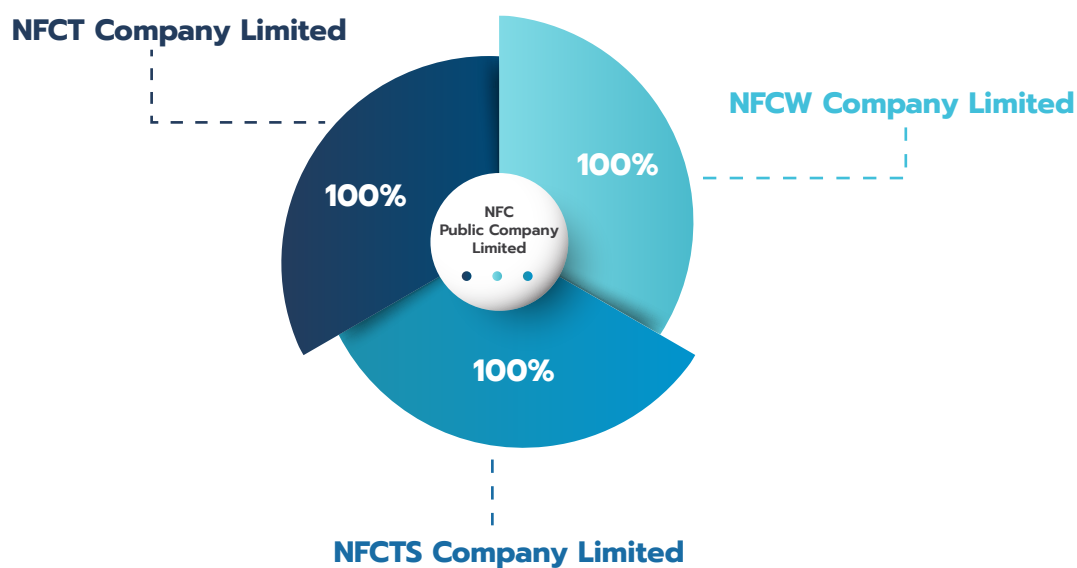 NFCT Company Limited
NFCW Company Limited
100%
100%
NFC
Public Company
Limited
100%
NFCTS Company Limited